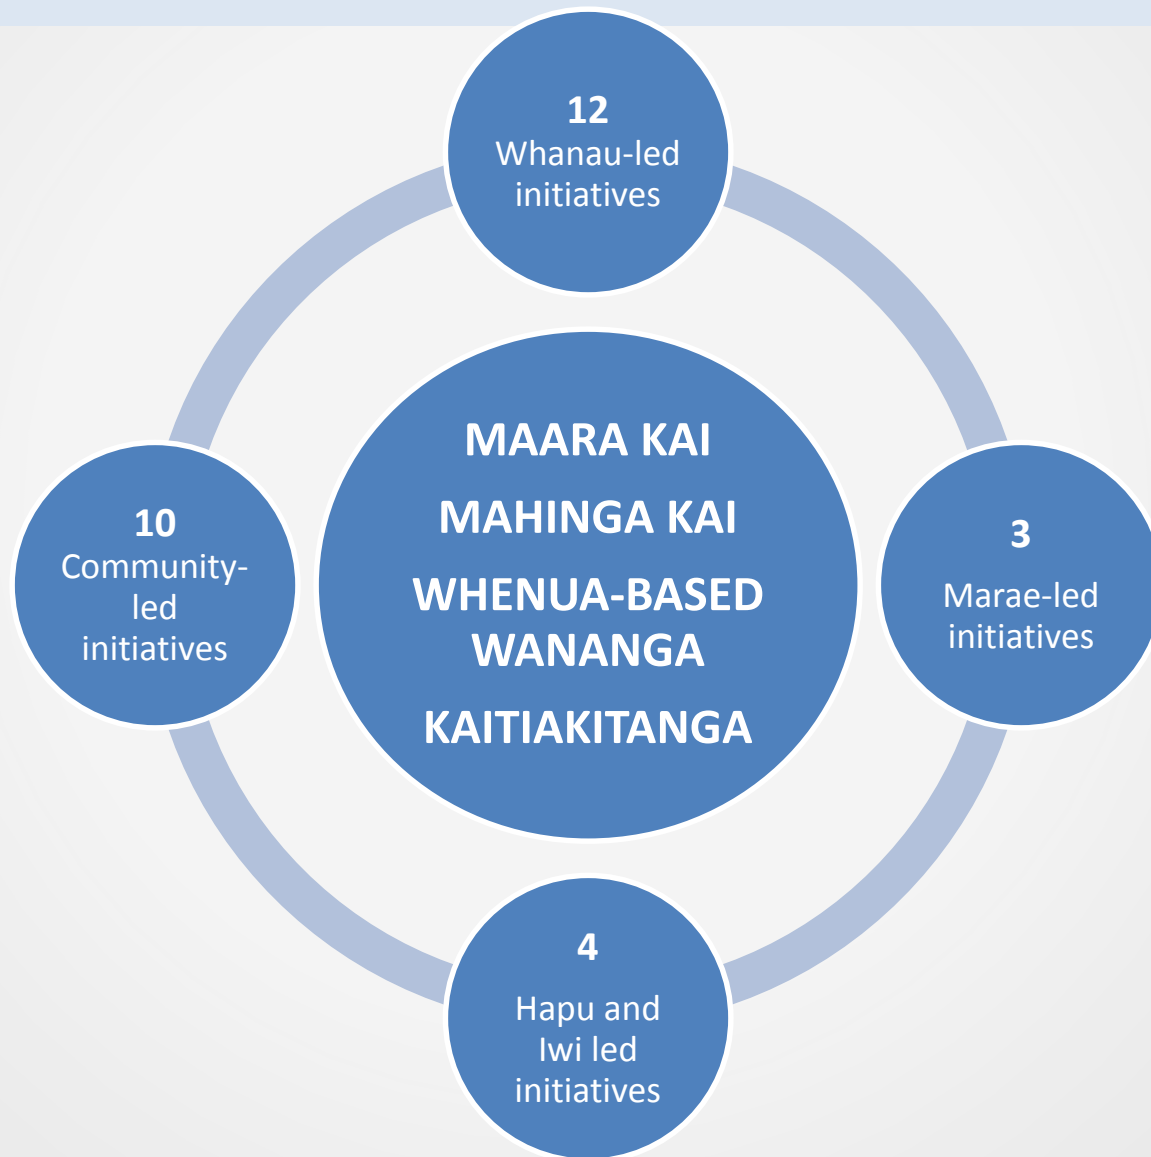 12
Whanau-led
initiatives
MAARA KAI
MAHINGA KAI
WHENUA-BASED
WANANGA
KAITIAKITANGA
10
Community-
led
initiatives
3
Marae-led
initiatives
4
Hapu and
Iwi led
initiatives